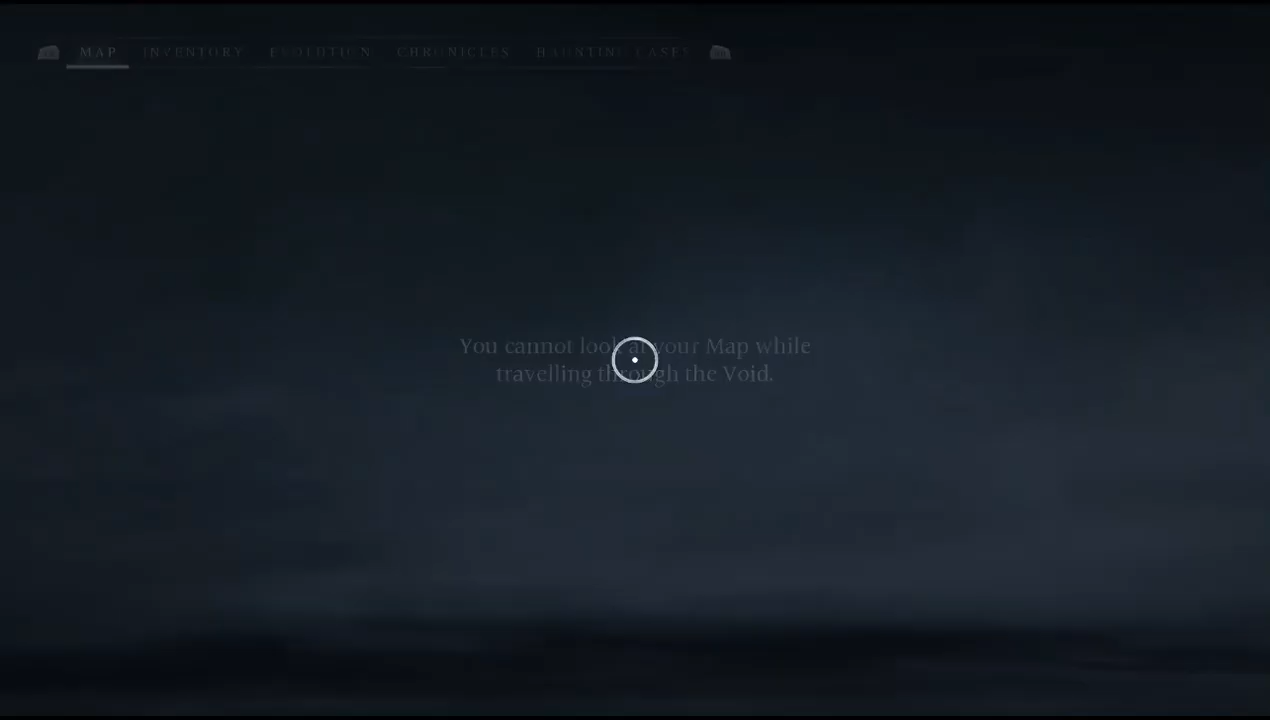 MAP INVENTORY EVOLUTION CHRONICLES HAUNTING CASES
You cannot look at your Map while
travelling through the Void.